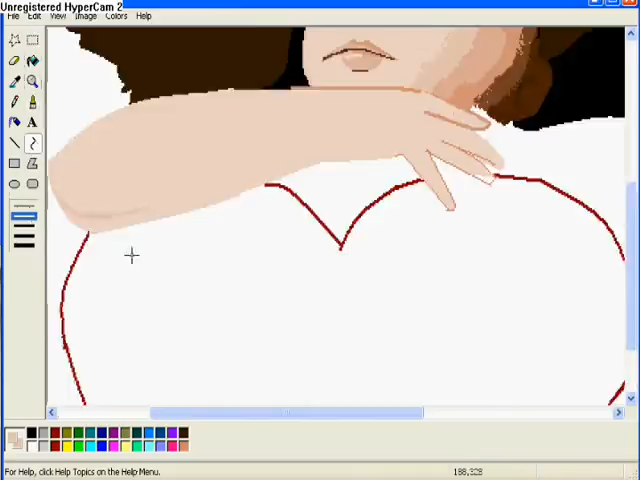 Unregistered HyperCam 2
File Edit View Image Colors Help
A
For Help, click Help Topics on the Help Menu.
188,328